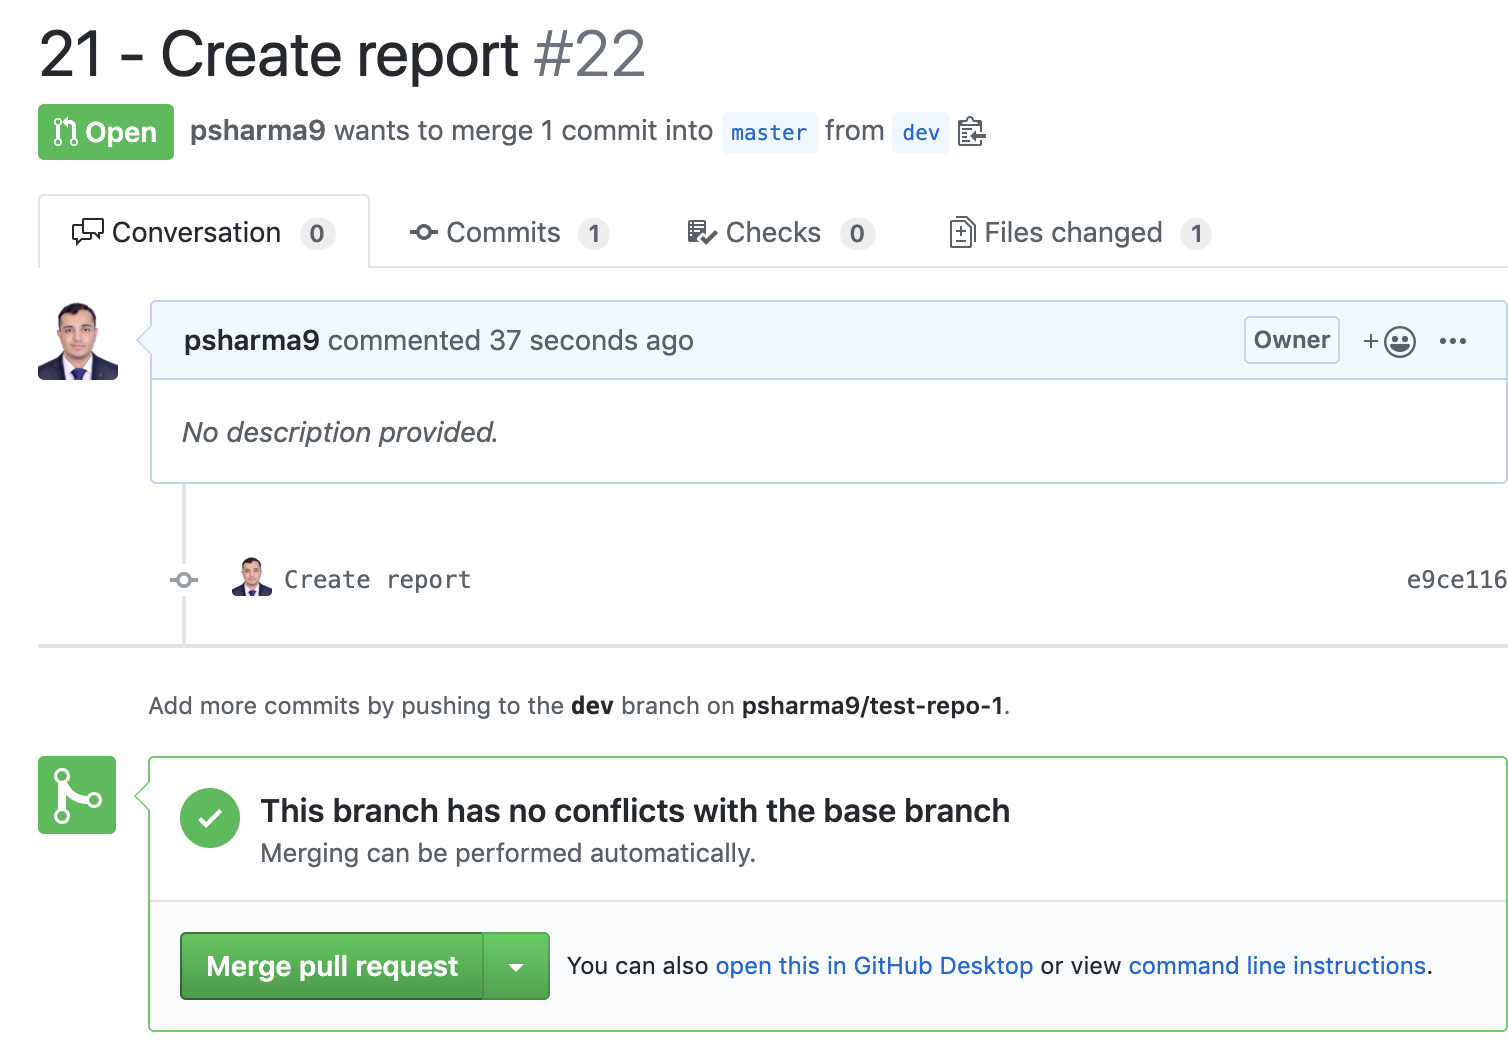 21 - Create report #22
Open psharma9 wants to merge 1 commit into master from dev
Conversation 0 Commits 1 Checks 0 Files changed 1
psharma9 commented 37 seconds ago Owner + ...
No description provided.
Create report e9ce116
Add more commits by pushing to the dev branch on psharma9/test-repo-1.
This branch has no conflicts with the base branch
Merging can be performed automatically.
Merge pull request You can also open this in GitHub Desktop or view command line instructions.